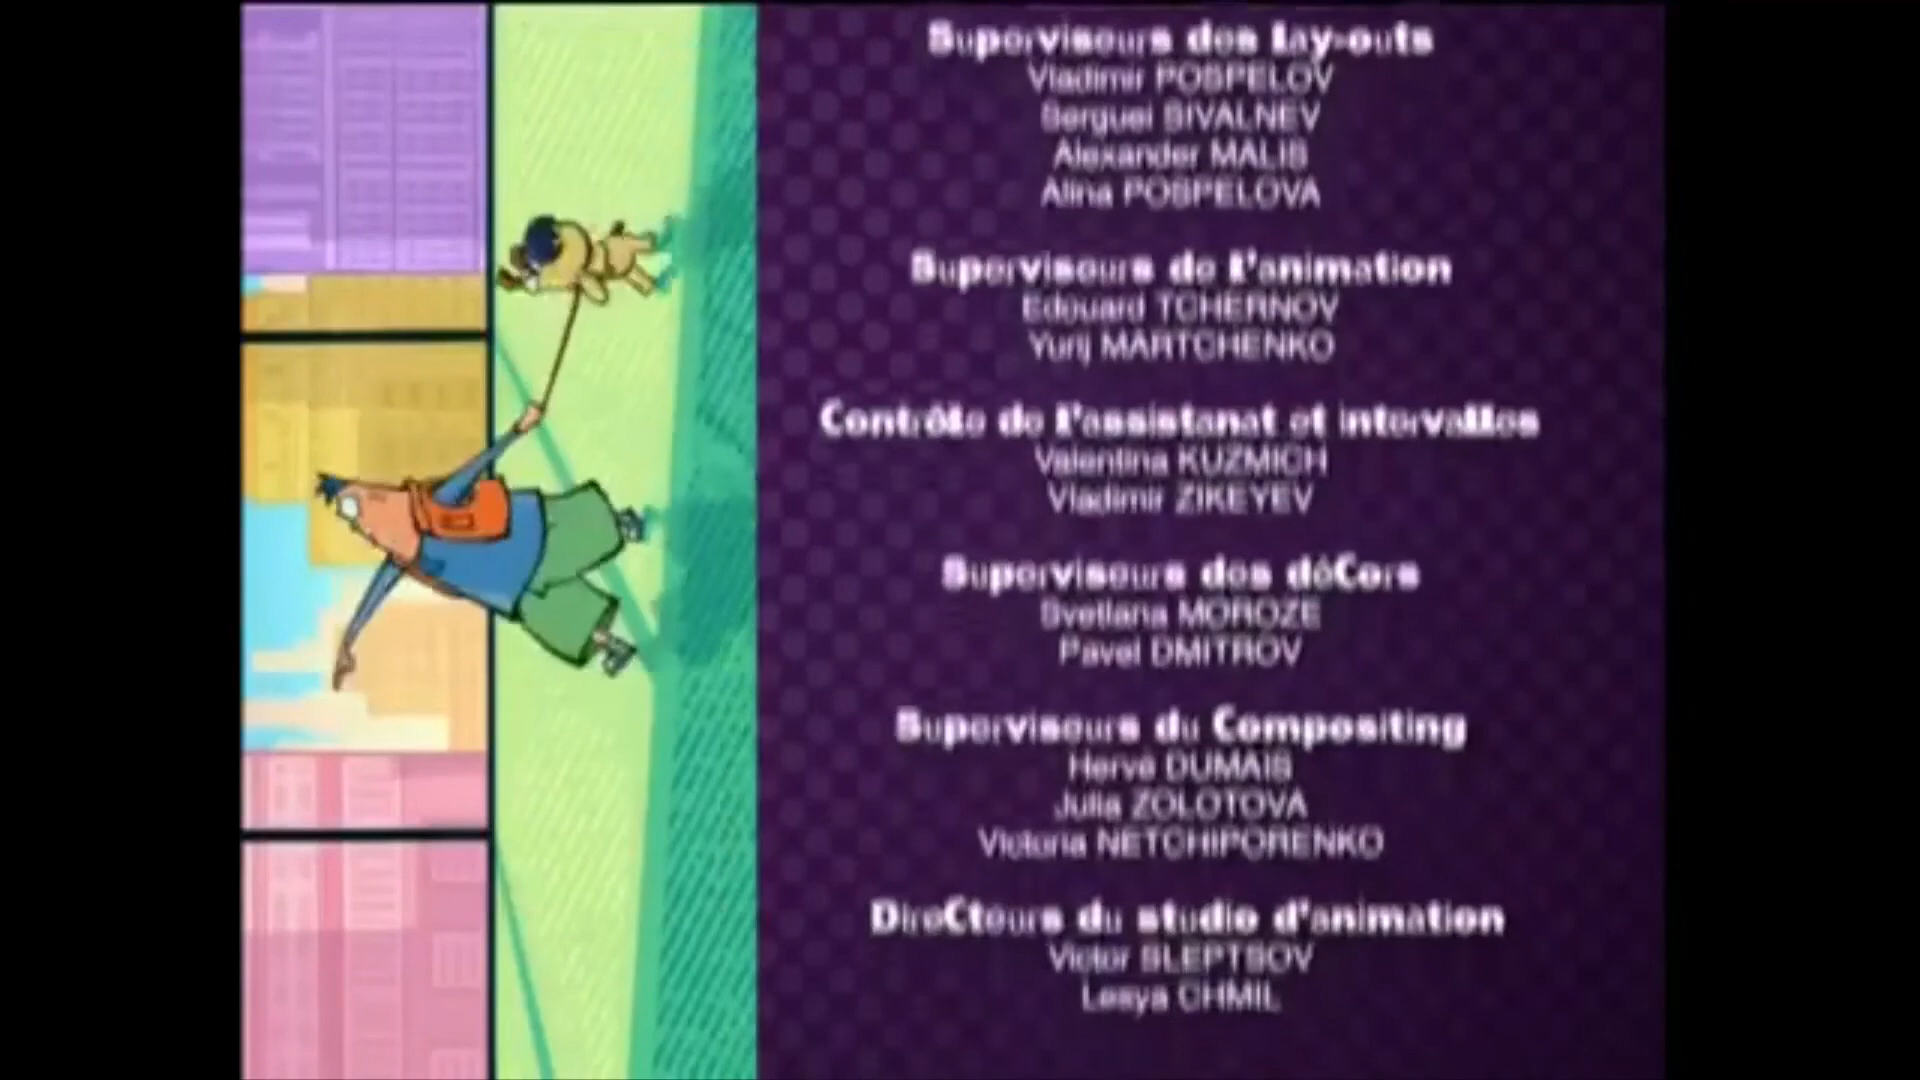 Superviseurs des lay-outs
Vladimir POSPELOV
Serguei SIVALNEV
Alexander MALIS
Alina POSPELOVA
Superviseurs de l'animation
Edouard TCHERNOV
Yurij MARTCHENKO
Contrôle de l'assistanat et intervalles
Valentina KUZMICH
Vladimir ZIKEYEV
Superviseurs des déCors
Svetlana MOROZE
Pavel DMITROV
Superviseurs du Compositing
Hervé DUMAIS
Julia ZOLOTOVA
Victoria NETCHIPORENKO
DireCteurs du studio d'animation
Victor SLEPTSOV
Lesya CHMIL